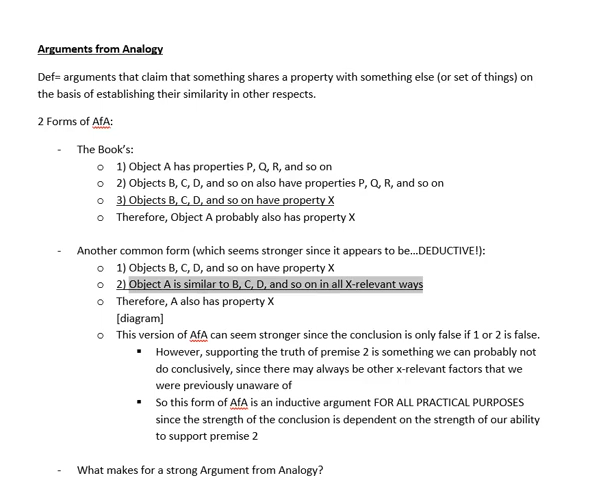 Arguments from Analogy
Def= arguments that claim that something shares a property with something else (or set of things) on
the basis of establishing their similarity in other respects.
2 Forms of AfA:
- The Book's:
o 1) Object A has properties P, Q, R, and so on
o 2) Objects B, C, D, and so on also have properties P, Q, R, and so on
o 3) Objects B, C, D, and so on have property X
o Therefore, Object A probably also has property X
- Another common form (which seems stronger since it appears to be...DEDUCTIVE!):
o 1) Objects B, C, D, and so on have property X
o 2) Object A is similar to B, C, D, and so on in all X-relevant ways
o Therefore, A also has property X
[diagram]
o This version of AfA can seem stronger since the conclusion is only false if 1 or 2 is false.
▪ However, supporting the truth of premise 2 is something we can probably not
do conclusively, since there may always be other x-relevant factors that we
were previously unaware of
▪ So this form of AfA is an inductive argument FOR ALL PRACTICAL PURPOSES
since the strength of the conclusion is dependent on the strength of our ability
to support premise 2
- What makes for a strong Argument from Analogy?